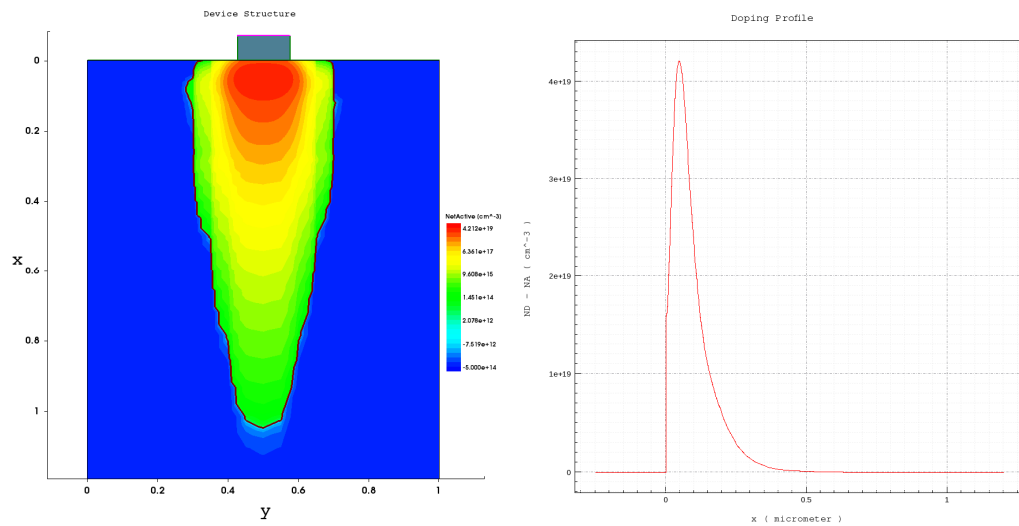 Device Structure
0
0.2
0.4
0.6
0.8
1
x
0
0.2
0.4
0.6
0.8
1
y
NetActive (cm^-3)
4.212e+19
6.361e+17
9.608e+15
1.451e+14
2.078e+12
-7.519e+12
-5.000e+14
Doping Profile
4e+19
3e+19
2e+19
1e+19
0
ND - NA ( cm^-3 )
0
0.5
1
x ( micrometer )